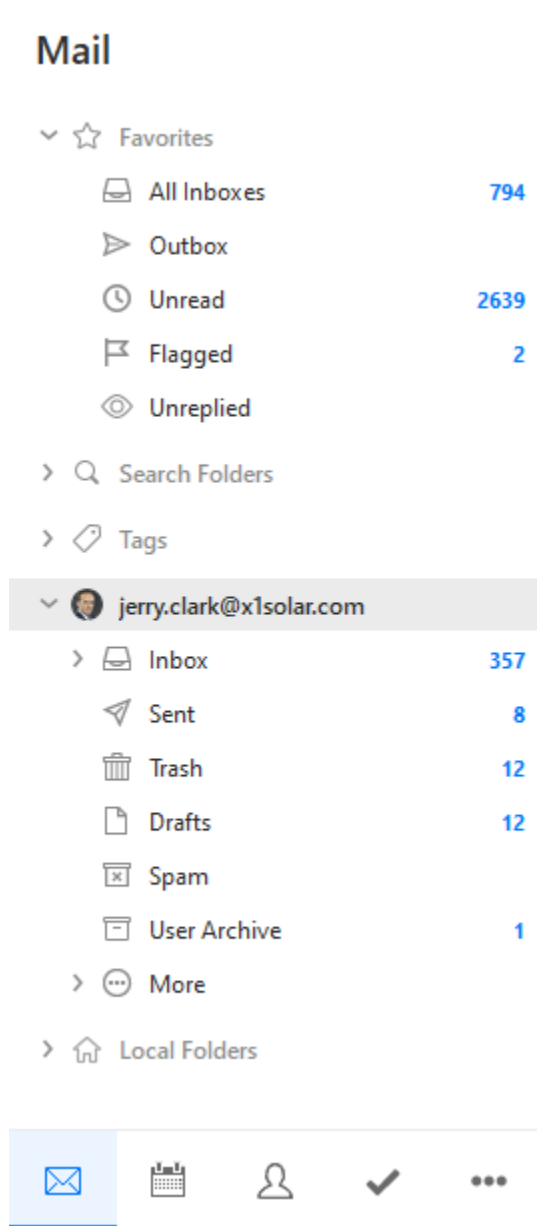 Mail
Favorites
All Inboxes 794
Outbox
Unread 2639
Flagged 2
Unreplied
Search Folders
Tags
jerry.clark@x1solar.com
Inbox 357
Sent 8
Trash 12
Drafts 12
Spam
User Archive 1
More
Local Folders